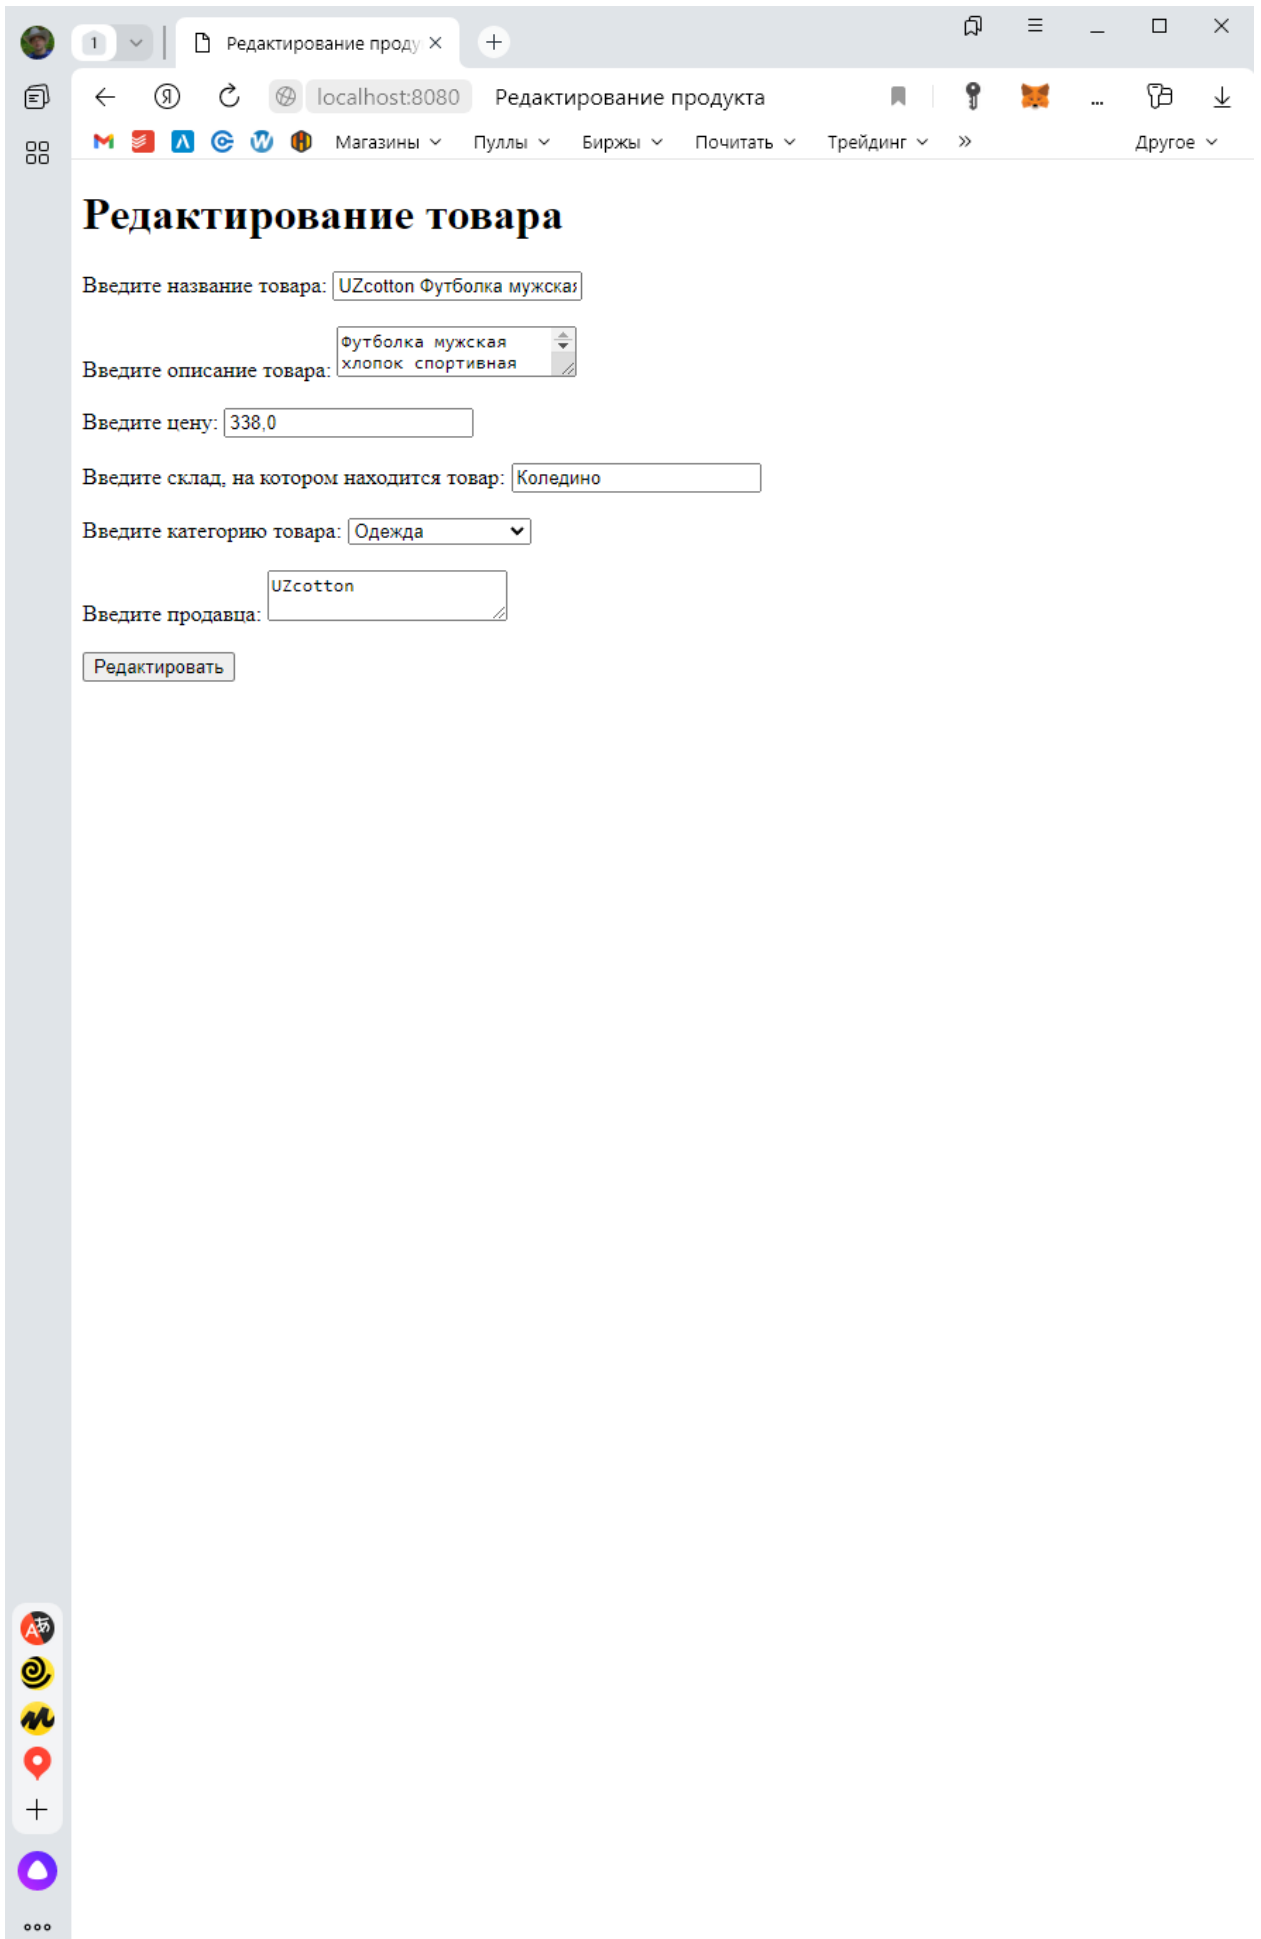 1
Редактирование проду
localhost:8080 Редактирование продукта
Магазины Пуллы Биржы Почитать Трейдинг » Другое
Редактирование товара
Введите название товара: UZcotton Футболка мужская
Введите описание товара: Футболка мужская
хлопок спортивная
Введите цену: 338,0
Введите склад, на котором находится товар: Коледино
Введите категорию товара: Одежда
Введите продавца: UZcotton
Редактировать